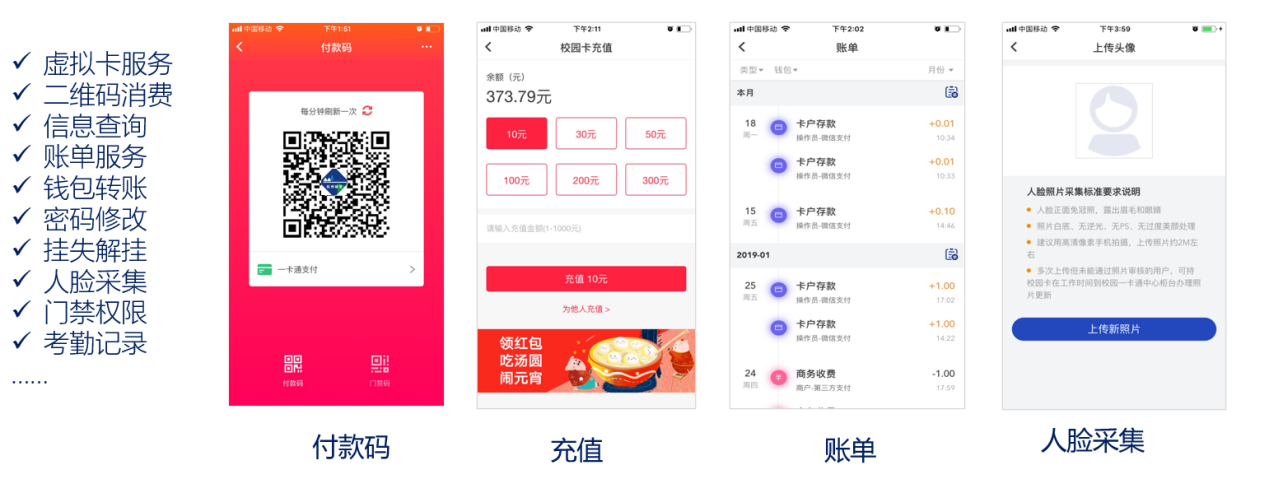 ✓ 虚拟卡服务
✓ 二维码消费
✓ 信息查询
✓ 账单服务
✓ 钱包转账
✓ 密码修改
✓ 挂失解挂
✓ 人脸采集
✓ 门禁权限
✓ 考勤记录
……
中国移动 下午1:51
付款码
每分钟刷新一次
一卡通支付
付款码 门禁码
付款码
中国移动 下午2:11
校园卡充值
余额（元）
373.79元
10元 30元 50元
100元 200元 300元
请输入充值金额(1-1000元)
充值 10元
为他人充值 >
领红包
吃汤圆
闹元宵
充值
中国移动 下午2:02
账单
类型 钱包 月份
本月
18 卡户存款 +0.01
周一 操作员-微信支付 10:34
卡户存款 +0.01
操作员-微信支付 10:33
15 卡户存款 +0.10
周五 操作员-微信支付 14:46
2019-01
25 卡户存款 +1.00
周五 操作员-微信支付 17:02
卡户存款 +1.00
操作员-微信支付 14:22
24 商务收费 -1.00
周四 商户-第三方支付 17:59
账单
中国移动 下午3:59
上传头像
人脸照片采集标准要求说明
人脸正面免冠照，露出眉毛和眼睛
照片白底、无逆光、无PS、无过度美颜处理
建议用高清像素手机拍摄，上传照片约2M左
右
多次上传但未能通过照片审核的用户，可持
校园卡在工作时间到校园一卡通中心柜台办理照
片更新
上传新照片
人脸采集